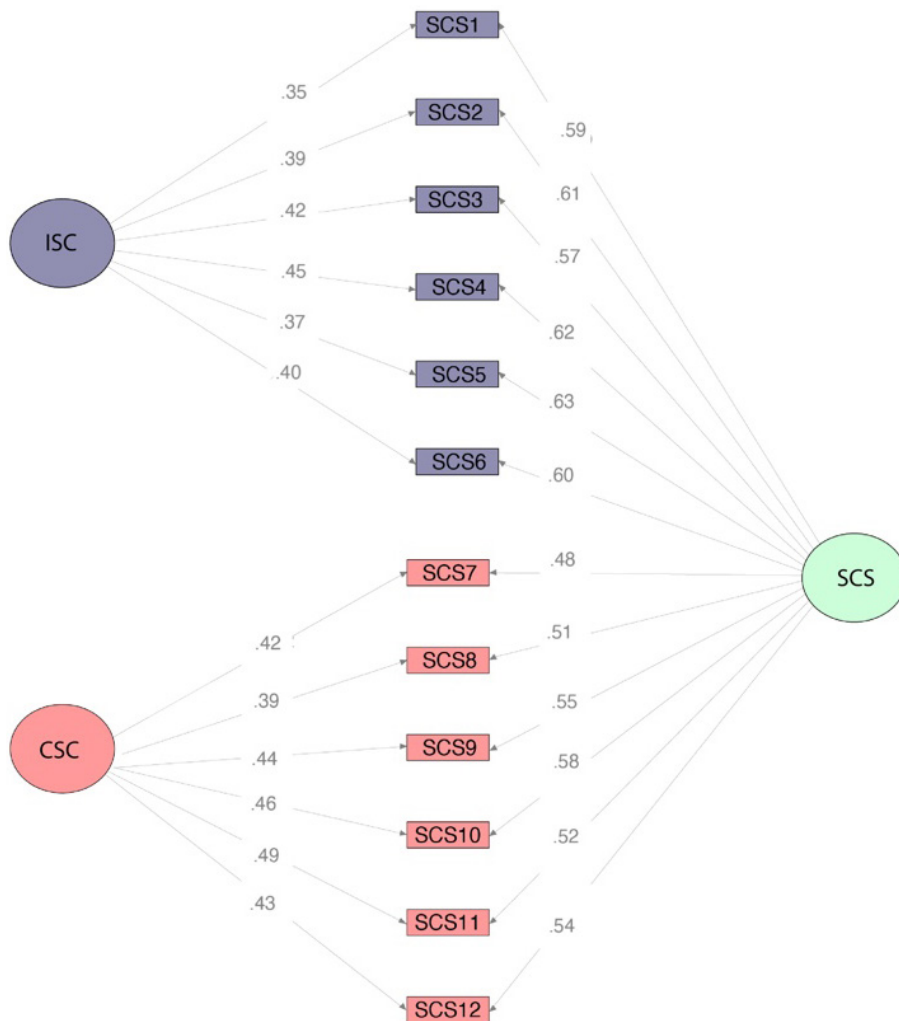 SCS1
.35
.59
SCS2
.39
.61
SCS3
.42
.57
ISC
.45
SCS4
.62
.37
SCS5
.63
.40
SCS6
.60
SCS7
.48
SCS
.42
SCS8
.51
.39
SCS9
.55
CSC
.44
.58
.46
SCS10
.52
.49
SCS11
.54
.43
SCS12